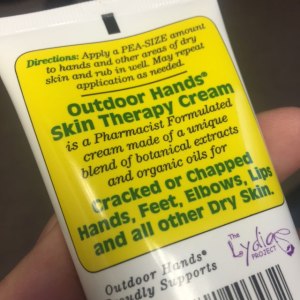 Directions: Apply a PEA-SIZE amount
to hands and other areas of dry
skin and rub in well. May repeat
application as needed.
Outdoor Hands®
Skin Therapy Cream
is a Pharmacist Formulated
cream made of a unique
blend of botanical extracts
and organic oils for
Cracked or Chapped
Hands, Feet, Elbows, Lips
and all other Dry Skin.
The
Lydia
PROJECT
Outdoor Hands®
Proudly Supports